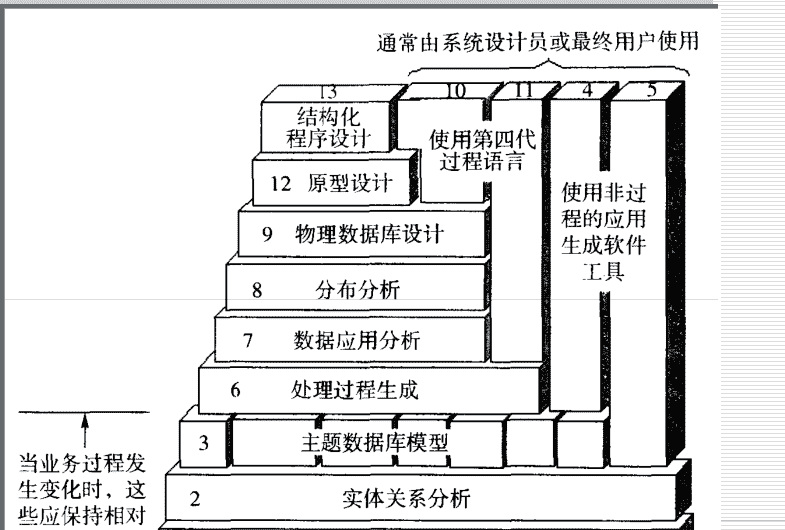 通常由系统设计员或最终用户使用
13 10 11 4 5
结构化
程序设计
使用第四代
过程语言
12 原型设计
使用非过
程的应用
生成软件
工具
9 物理数据库设计
8 分布分析
7 数据应用分析
6 处理过程生成
3 主题数据库模型
当业务过程发
生变化时，这
些应保持相对
2 实体关系分析